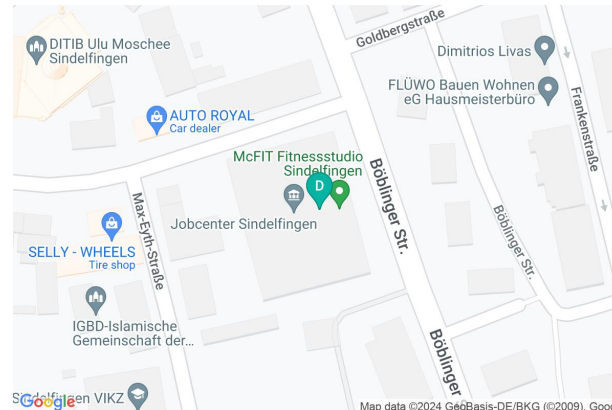 DITIB Ulu Moschee
Sindelfingen
Goldbergstraße
Dimitrios Livas
FLÜWO Bauen Wohnen
eG Hausmeisterbüro
Frankenstraße
AUTO ROYAL
Car dealer
McFIT Fitnessstudio
Sindelfingen
D
Jobcenter Sindelfingen
Böblinger Str.
Böblinger Str.
Max-Eyth-Straße
SELLY - WHEELS
Tire shop
IGBD-Islamische
Gemeinschaft der...
Böblinger
Sindelfingen VIKZ
Google
Map data ©2024 GeoBasis-DE/BKG (©2009), Goo